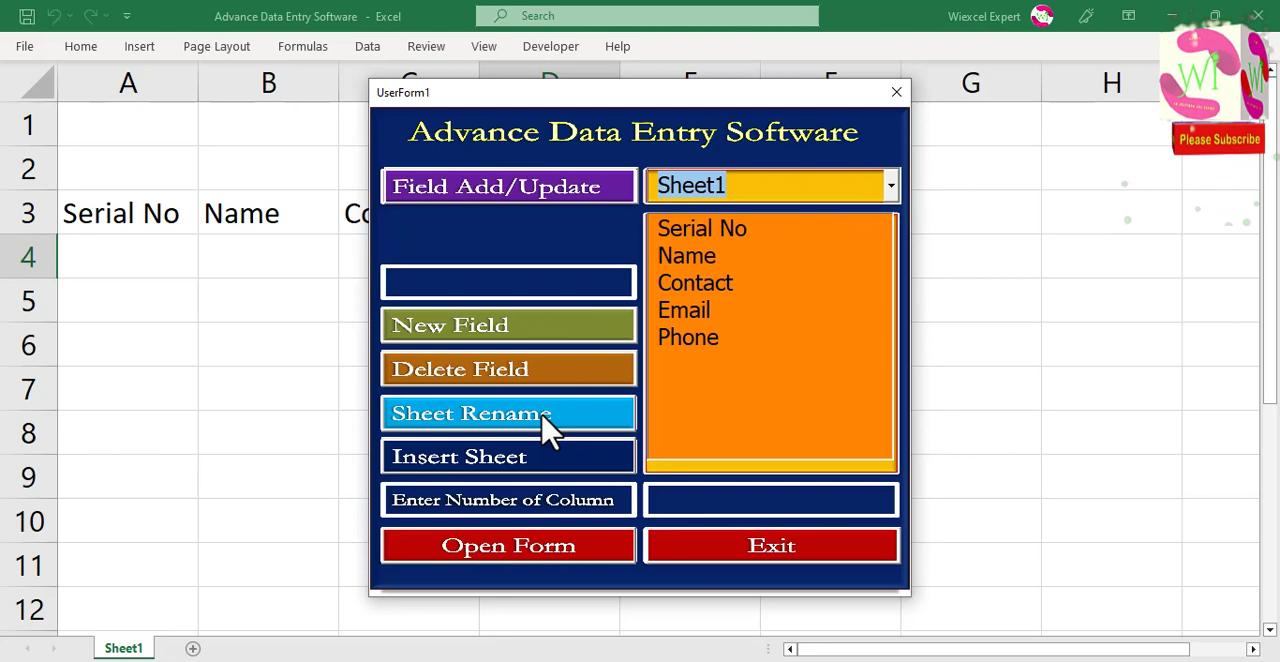 Advance Data Entry Software - Excel
Search
Wiexcel Expert
File Home Insert Page Layout Formulas Data Review View Developer Help
A B G H
1
2
3 Serial No Name Co
4
5
6
7
8
9
10
11
12
UserForm1
Advance Data Entry Software
Field Add/Update
Sheet1
Serial No
Name
Contact
Email
Phone
New Field
Delete Field
Sheet Rename
Insert Sheet
Enter Number of Column
Open Form
Exit
Sheet1
Please Subscribe